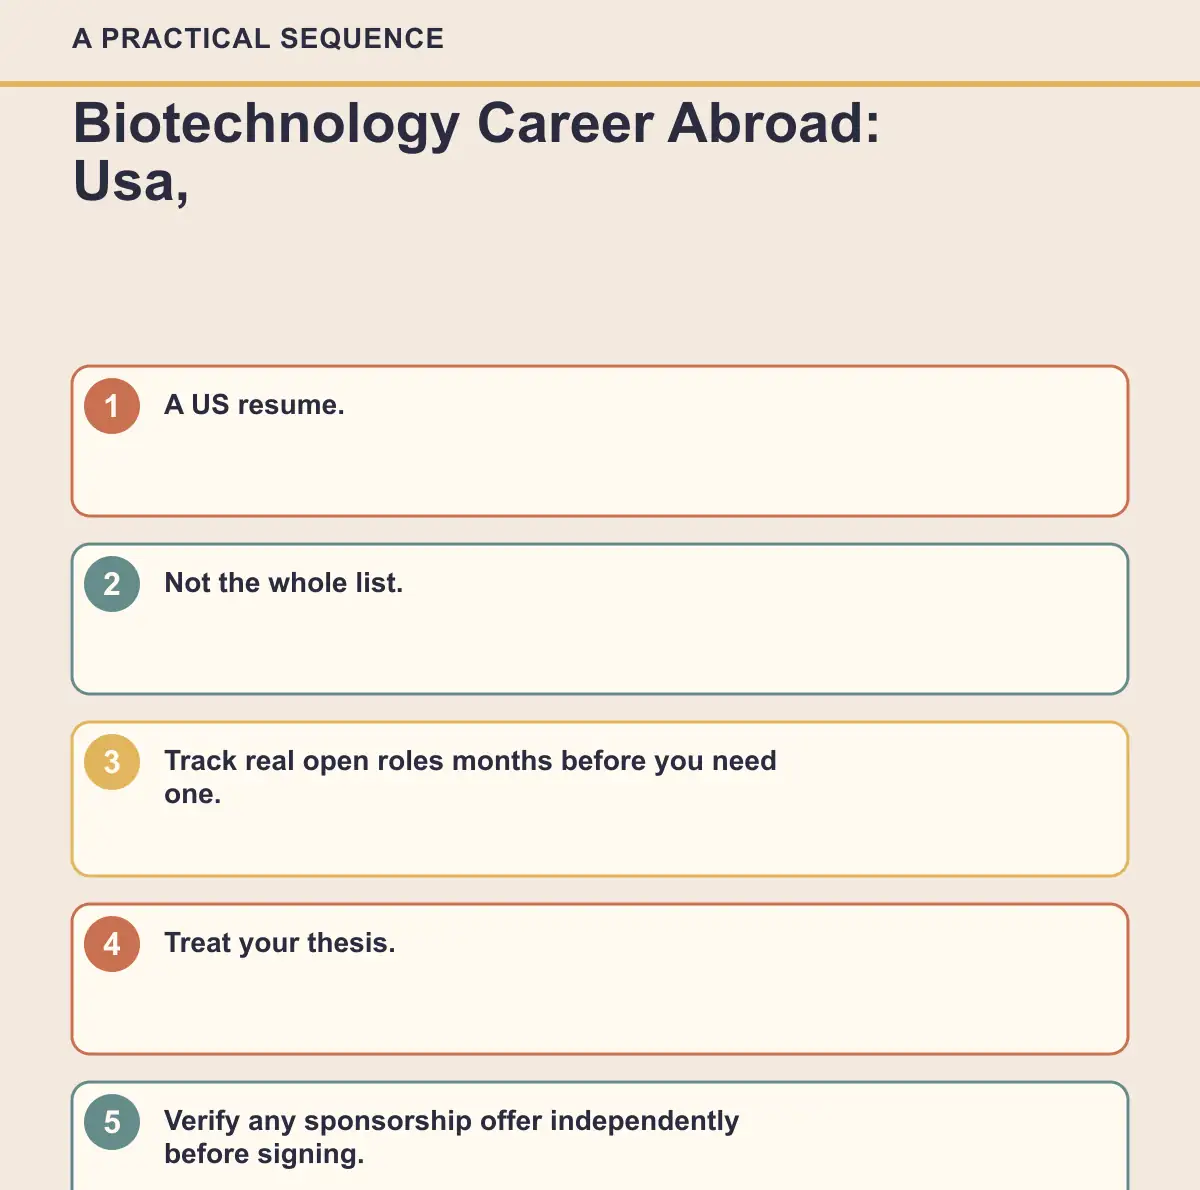 A PRACTICAL SEQUENCE
Biotechnology Career Abroad:
Usa,
1
A US resume.
2
Not the whole list.
3
Track real open roles months before you need
one.
4
Treat your thesis.
5
Verify any sponsorship offer independently
before signing.